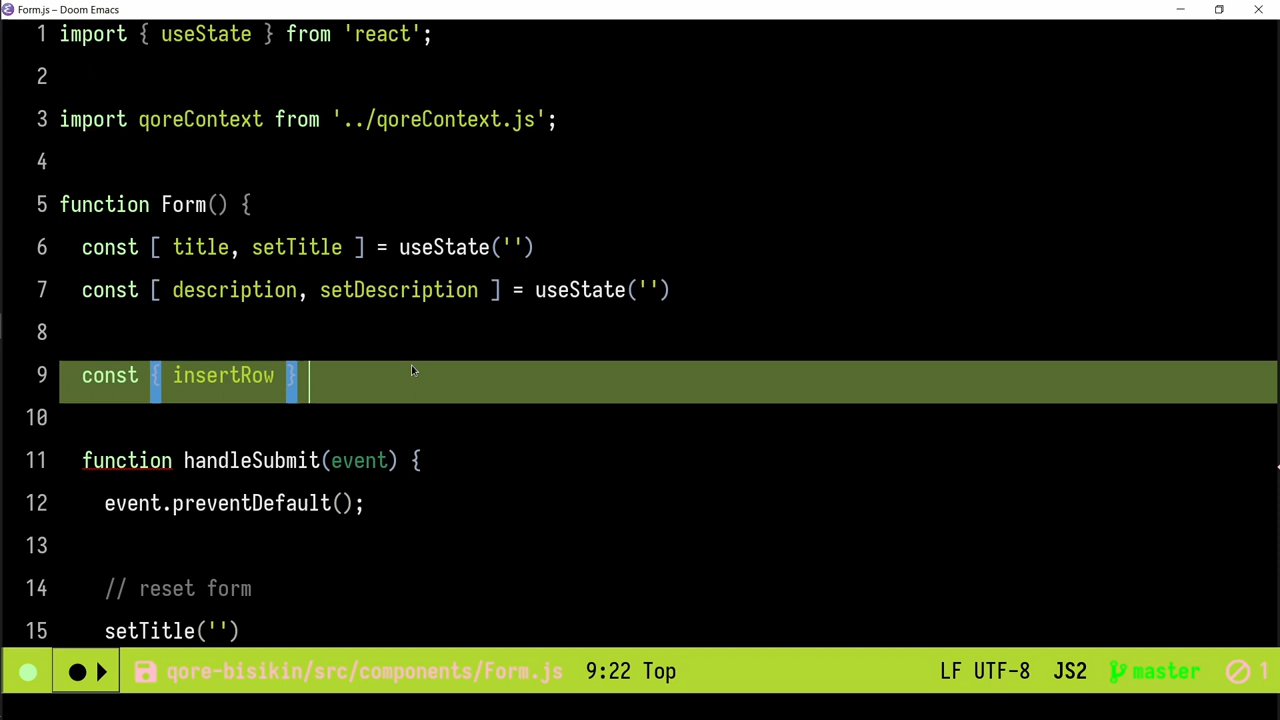 Form.js – Doom Emacs
1 import { useState } from 'react';
2
3 import qoreContext from '../qoreContext.js';
4
5 function Form() {
6 const [ title, setTitle ] = useState('')
7 const [ description, setDescription ] = useState('')
8
9 const { insertRow }
10
11 function handleSubmit(event) {
12 event.preventDefault();
13
14 // reset form
15 setTitle('')
qore-bisikin/src/components/Form.js 9:22 Top LF UTF-8 JS2 master 1